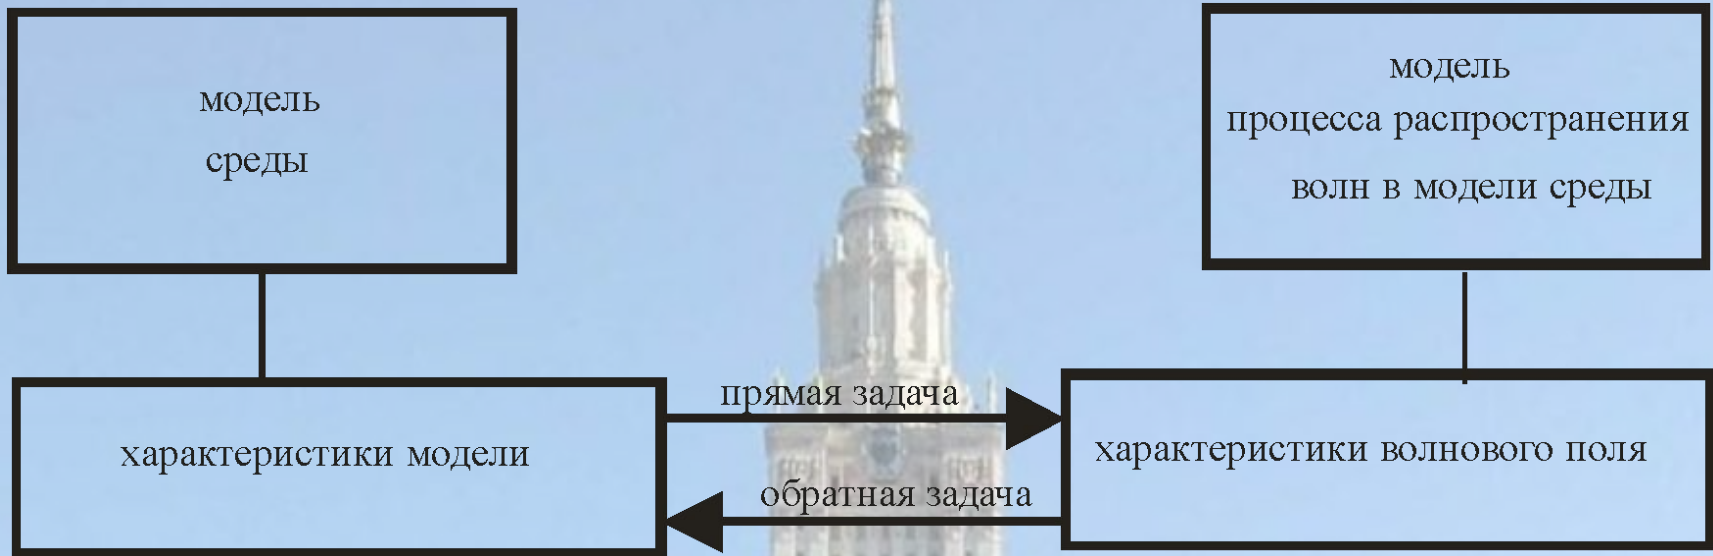 модель
среды
модель
процесса распространения
волн в модели среды
прямая задача
характеристики модели
характеристики волнового поля
обратная задача